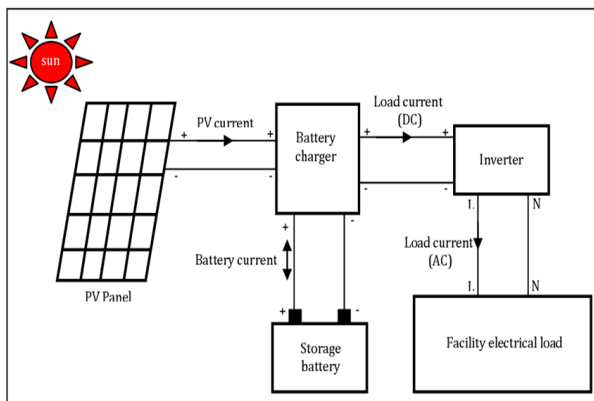 sun
PV current
+
+
-
-
PV Panel
Battery
charger
Load current
(DC)
+
+
-
-
Inverter
L
N
Load current
(AC)
L
N
Facility electrical load
+
-
Battery current
+
-
Storage
battery